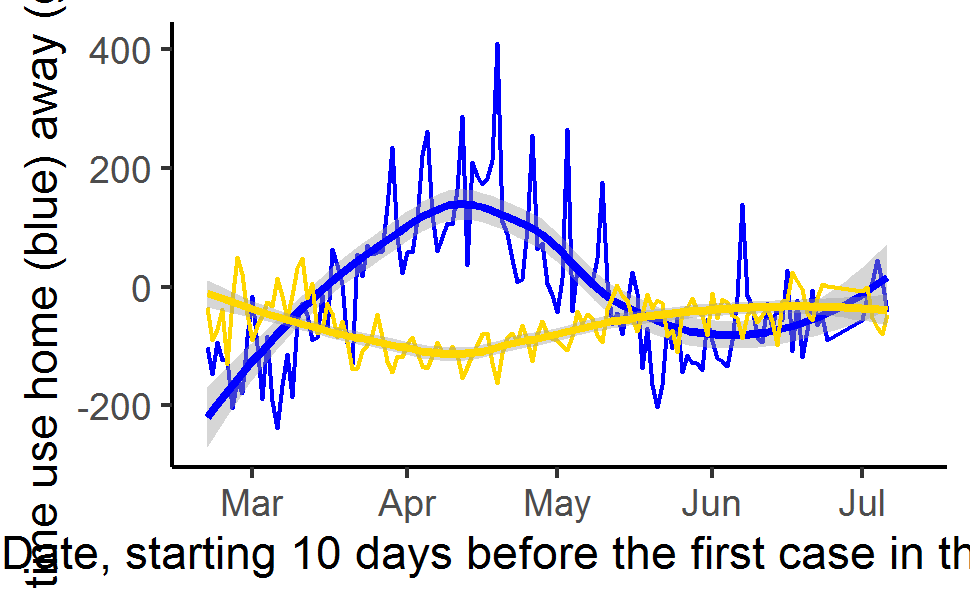 time use home (blue) away (
400
200
0
-200
Mar Apr May Jun Jul
Date, starting 10 days before the first case in th